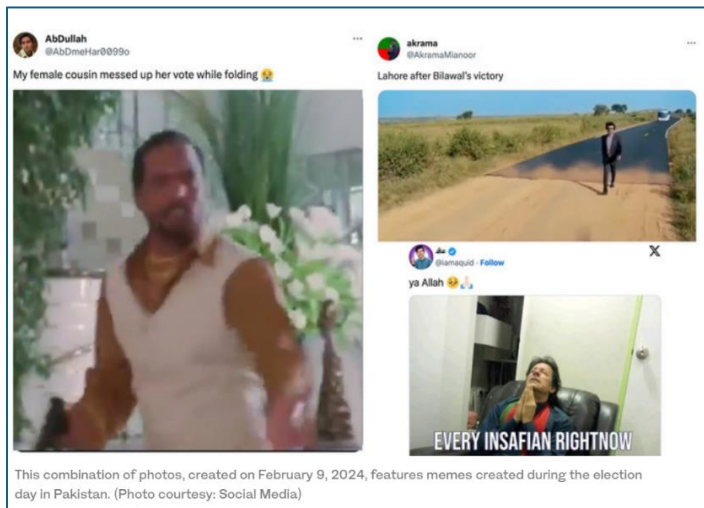 AbDullah
@AbDmeHar0099o
My female cousin messed up her vote while folding 😭
akrama
@AkramaMianoor
Lahore after Bilawal's victory
@iamaquid · Follow
ya Allah 🥺🙏🏻
EVERY INSAFIAN RIGHTNOW
This combination of photos, created on February 9, 2024, features memes created during the election
day in Pakistan. (Photo courtesy: Social Media)